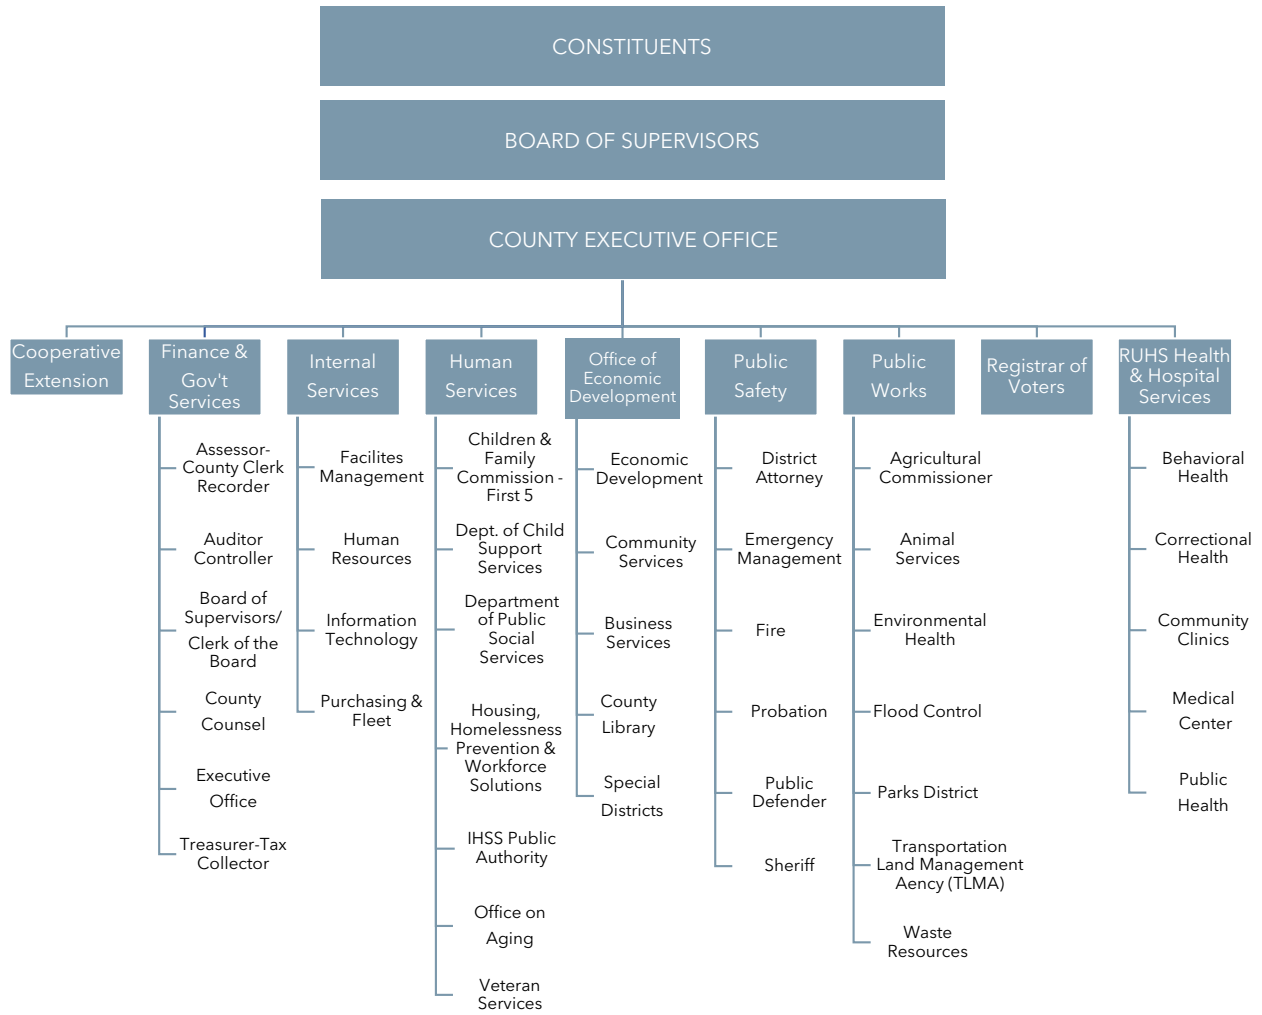 CONSTITUENTS
BOARD OF SUPERVISORS
COUNTY EXECUTIVE OFFICE
Cooperative
Extension
Finance &
Gov't
Services
Assessor-
County Clerk
Recorder
Auditor
Controller
Board of
Supervisors/
Clerk of the
Board
County
Counsel
Executive
Office
Treasurer-Tax
Collector
Internal
Services
Facilites
Management
Human
Resources
Information
Technology
Purchasing &
Fleet
Human
Services
Children &
Family
Commission -
First 5
Dept. of Child
Support
Services
Department
of Public
Social
Services
Housing,
Homelessness
Prevention &
Workforce
Solutions
IHSS Public
Authority
Office on
Aging
Veteran
Services
Office of
Economic
Development
Economic
Development
Community
Services
Business
Services
County
Library
Special
Districts
Public
Safety
District
Attorney
Emergency
Management
Fire
Probation
Public
Defender
Sheriff
Public
Works
Agricultural
Commissioner
Animal
Services
Environmental
Health
Flood Control
Parks District
Transportation
Land Management
Aency (TLMA)
Waste
Resources
Registrar of
Voters
RUHS Health
& Hospital
Services
Behavioral
Health
Correctional
Health
Community
Clinics
Medical
Center
Public
Health